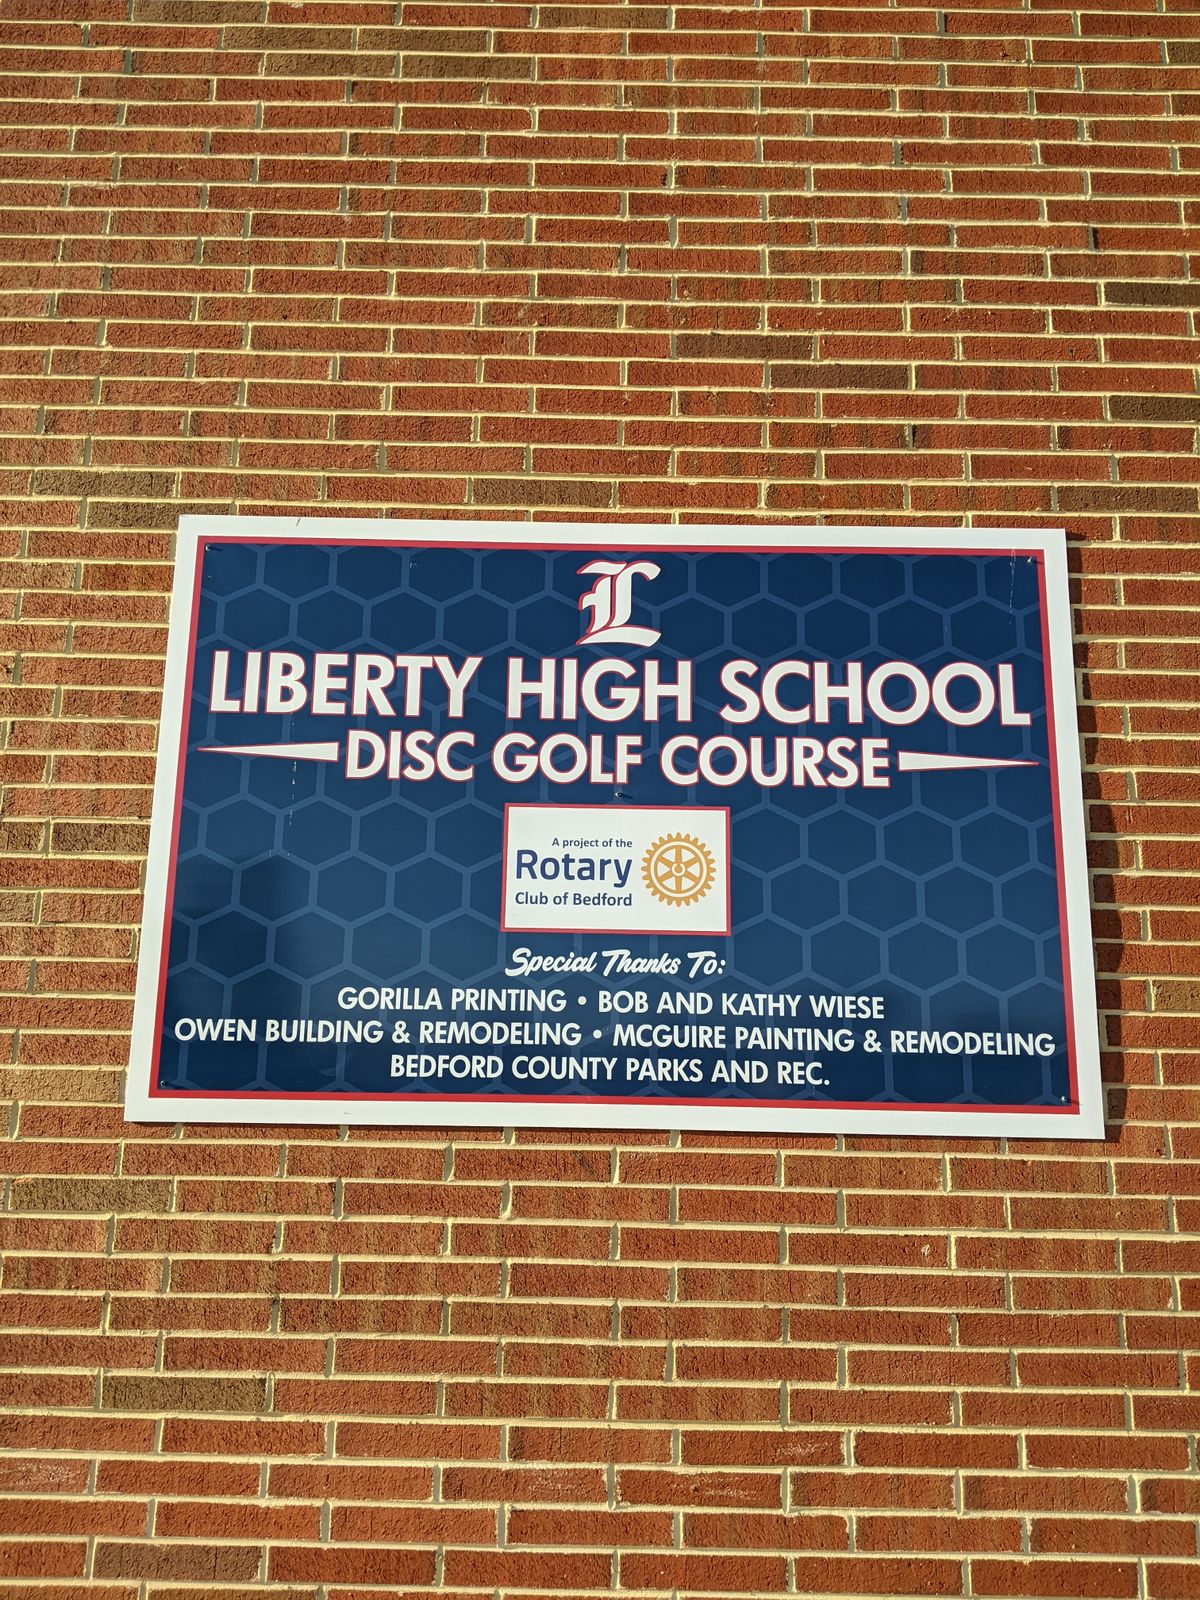 L
LIBERTY HIGH SCHOOL
DISC GOLF COURSE
A project of the
Rotary
Club of Bedford
Special Thanks To:
GORILLA PRINTING • BOB AND KATHY WIESE
OWEN BUILDING & REMODELING • MCGUIRE PAINTING & REMODELING
BEDFORD COUNTY PARKS AND REC.